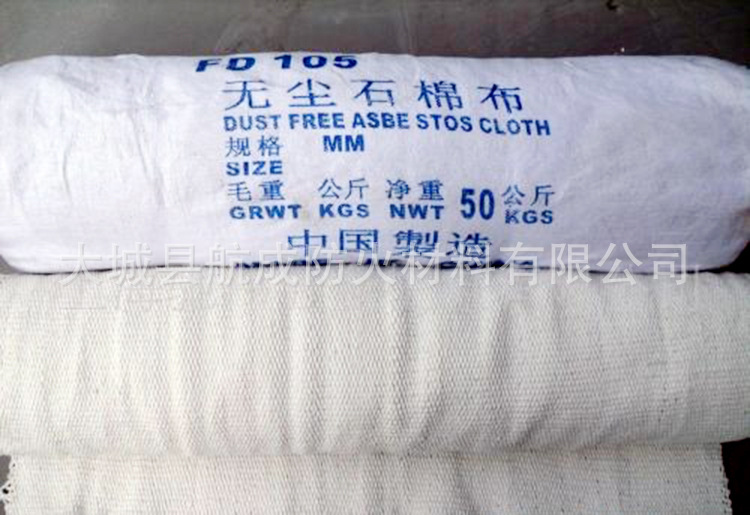 FD 105
无尘石棉布
DUST FREE ASBE STOS CLOTH
规格 MM
SIZE
毛重 公斤 净重 50 公斤
GRWT KGS NWT KGS
中国製造
大城县航成防火材料有限公司